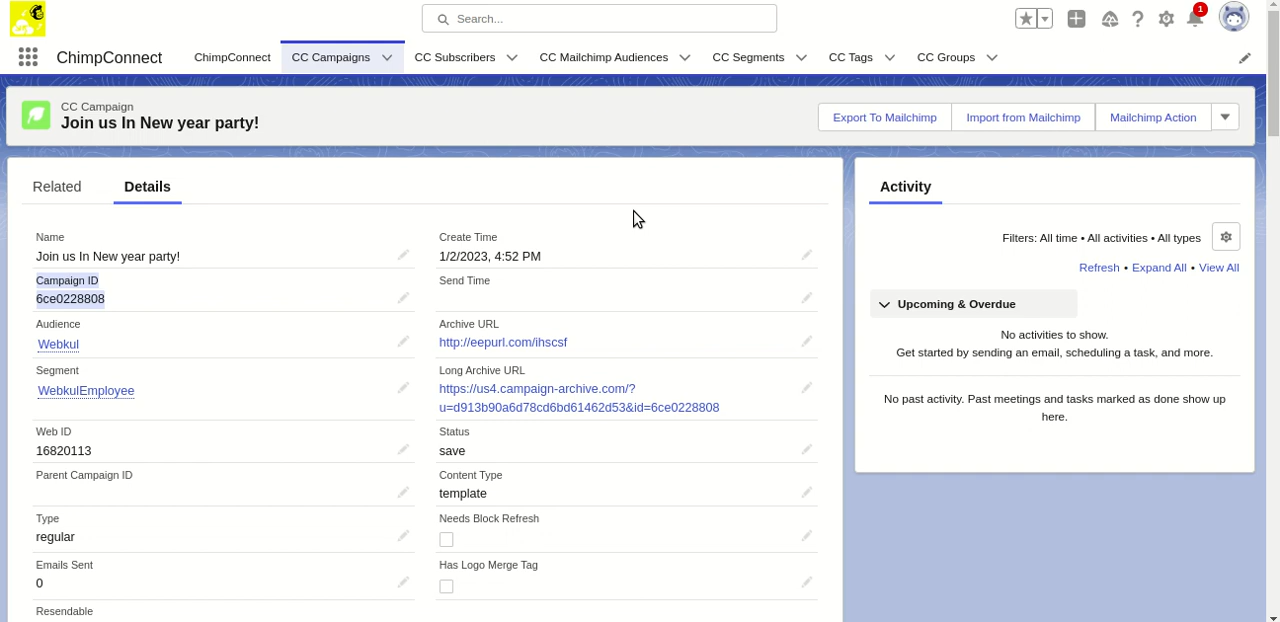 Search...
1
ChimpConnect
ChimpConnect
CC Campaigns
CC Subscribers
CC Mailchimp Audiences
CC Segments
CC Tags
CC Groups
CC Campaign
Join us In New year party!
Export To Mailchimp
Import from Mailchimp
Mailchimp Action
Related
Details
Name
Join us In New year party!
Campaign ID
6ce0228808
Audience
Webkul
Segment
WebkulEmployee
Web ID
16820113
Parent Campaign ID
Type
regular
Emails Sent
0
Resendable
Create Time
1/2/2023, 4:52 PM
Send Time
Archive URL
http://eepurl.com/ihscsf
Long Archive URL
https://us4.campaign-archive.com/?
u=d913b90a6d78cd6bd61462d53&id=6ce0228808
Status
save
Content Type
template
Needs Block Refresh
Has Logo Merge Tag
Activity
Filters: All time • All activities • All types
Refresh • Expand All • View All
Upcoming & Overdue
No activities to show.
Get started by sending an email, scheduling a task, and more.
No past activity. Past meetings and tasks marked as done show up
here.